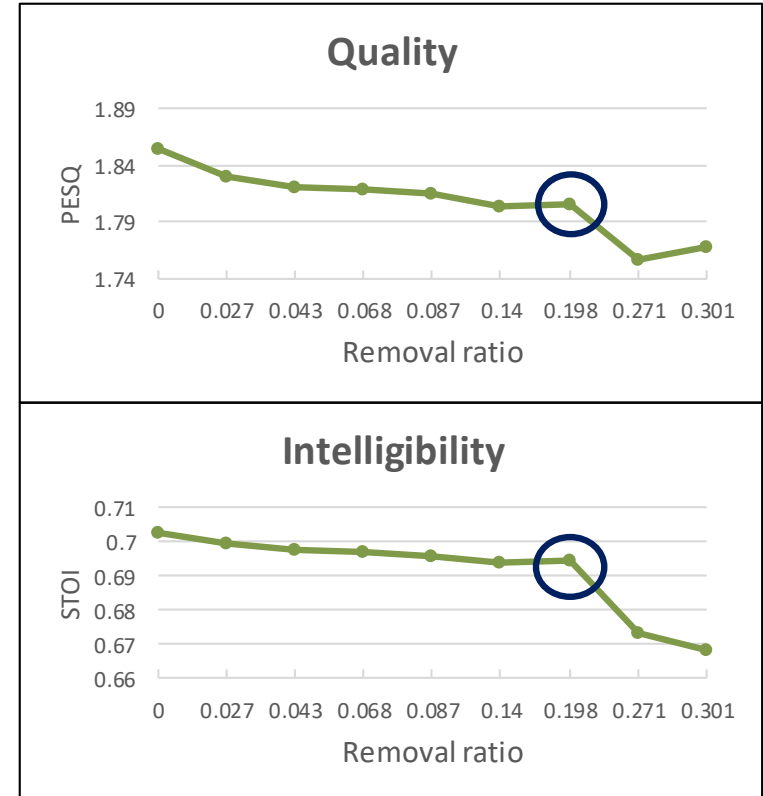 Quality
1.89
1.84
1.79
1.74
PESQ
0 0.027 0.043 0.068 0.087 0.14 0.198 0.271 0.301
Removal ratio
Intelligibility
0.71
0.7
0.69
0.68
0.67
0.66
STOI
0 0.027 0.043 0.068 0.087 0.14 0.198 0.271 0.301
Removal ratio